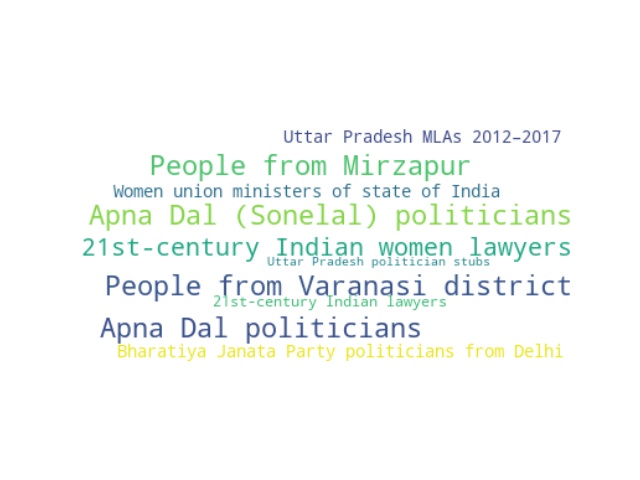 Uttar Pradesh MLAs 2012–2017
People from Mirzapur
Women union ministers of state of India
Apna Dal (Sonelal) politicians
21st-century Indian women lawyers
Uttar Pradesh politician stubs
People from Varanasi district
21st-century Indian lawyers
Apna Dal politicians
Bharatiya Janata Party politicians from Delhi